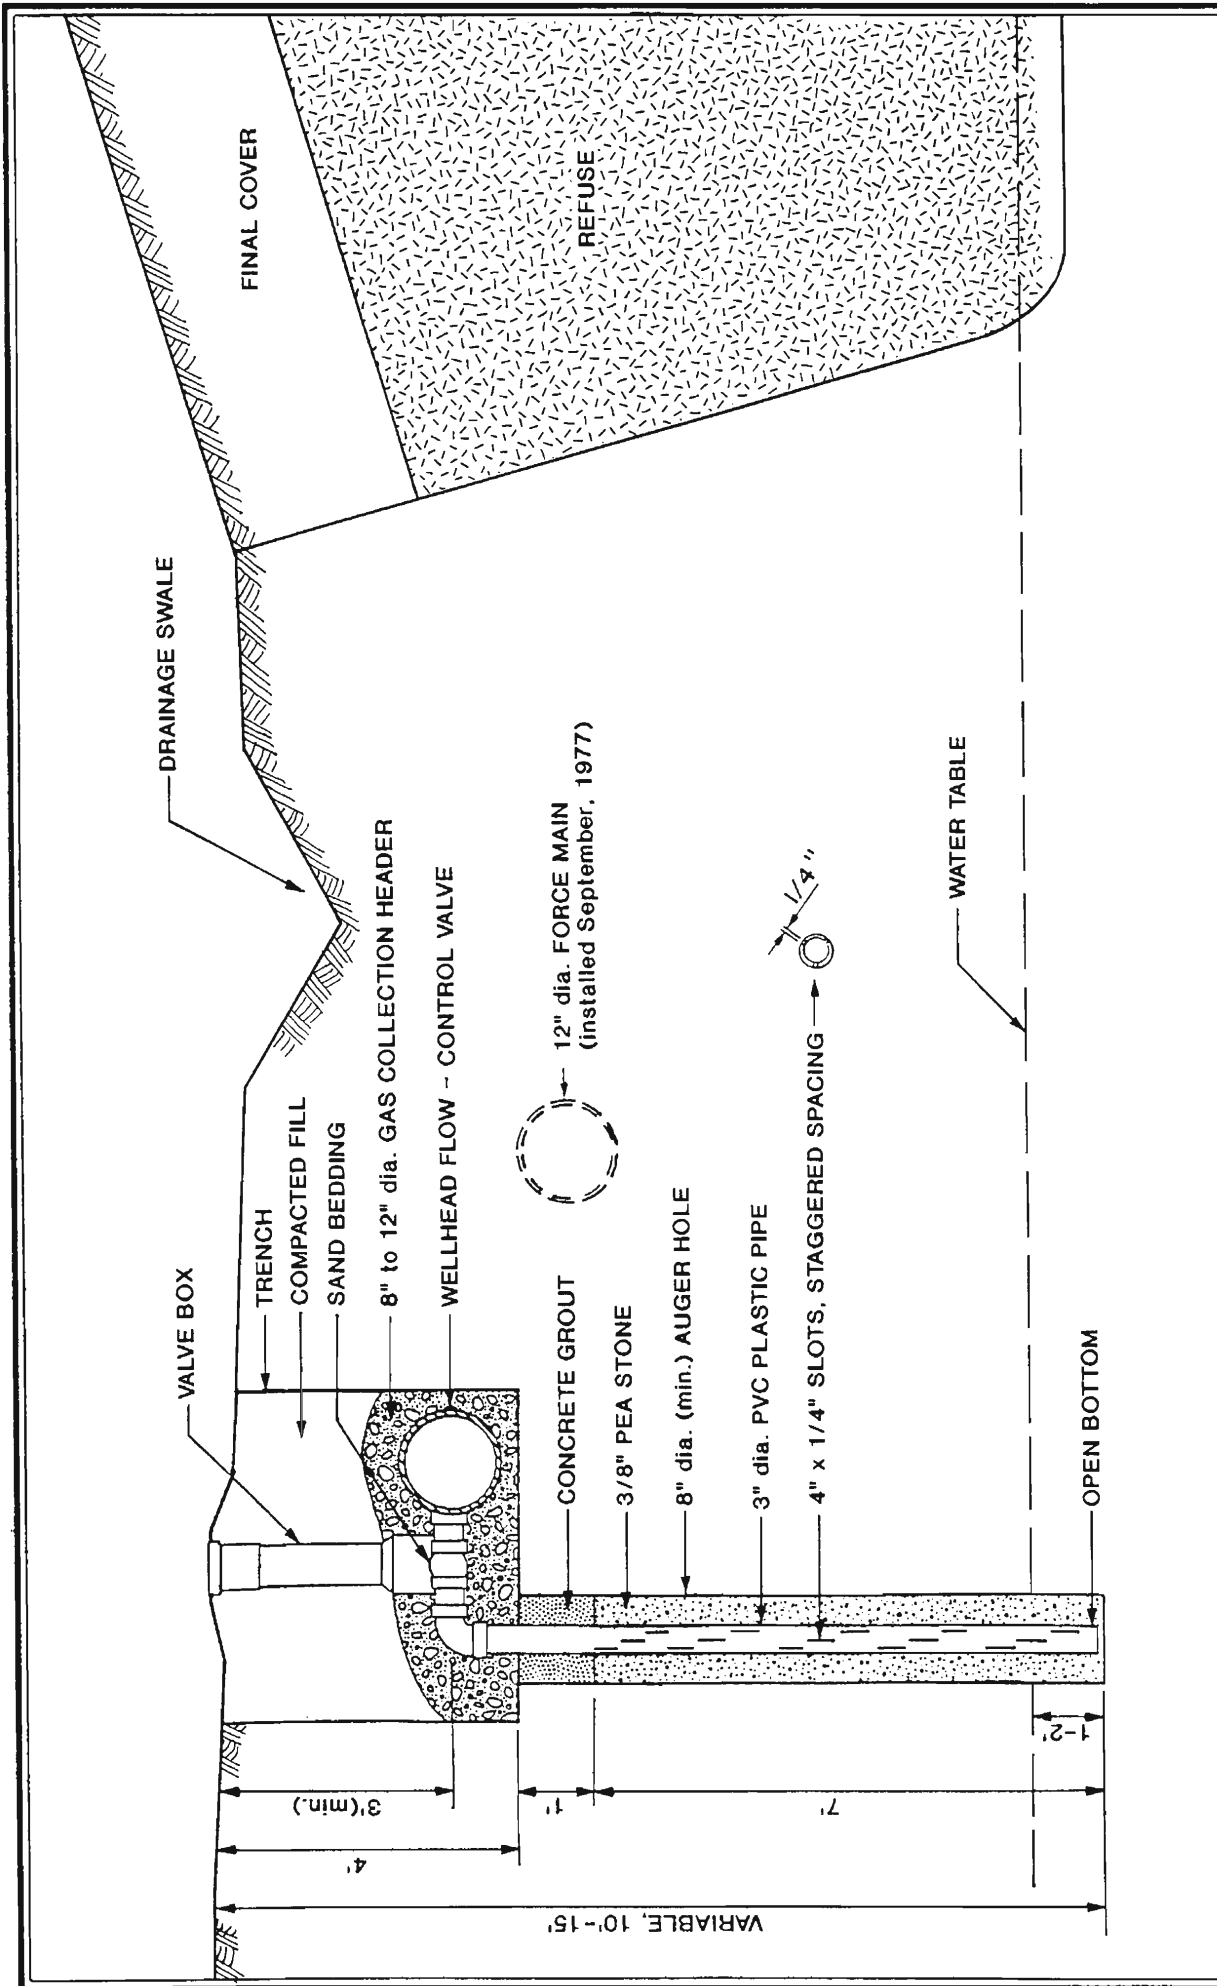 FINAL COVER
REFUSE
DRAINAGE SWALE
VALVE BOX
TRENCH
COMPACTED FILL
SAND BEDDING
8" to 12" dia. GAS COLLECTION HEADER
WELLHEAD FLOW - CONTROL VALVE
12" dia. FORCE MAIN
(installed September, 1977)
CONCRETE GROUT
3/8" PEA STONE
8" dia. (min.) AUGER HOLE
3" dia. PVC PLASTIC PIPE
4" x 1/4" SLOTS, STAGGERED SPACING
1/4"
WATER TABLE
OPEN BOTTOM
3'(min.)
4'
1'
7'
1-2'
VARIABLE, 10'-15'